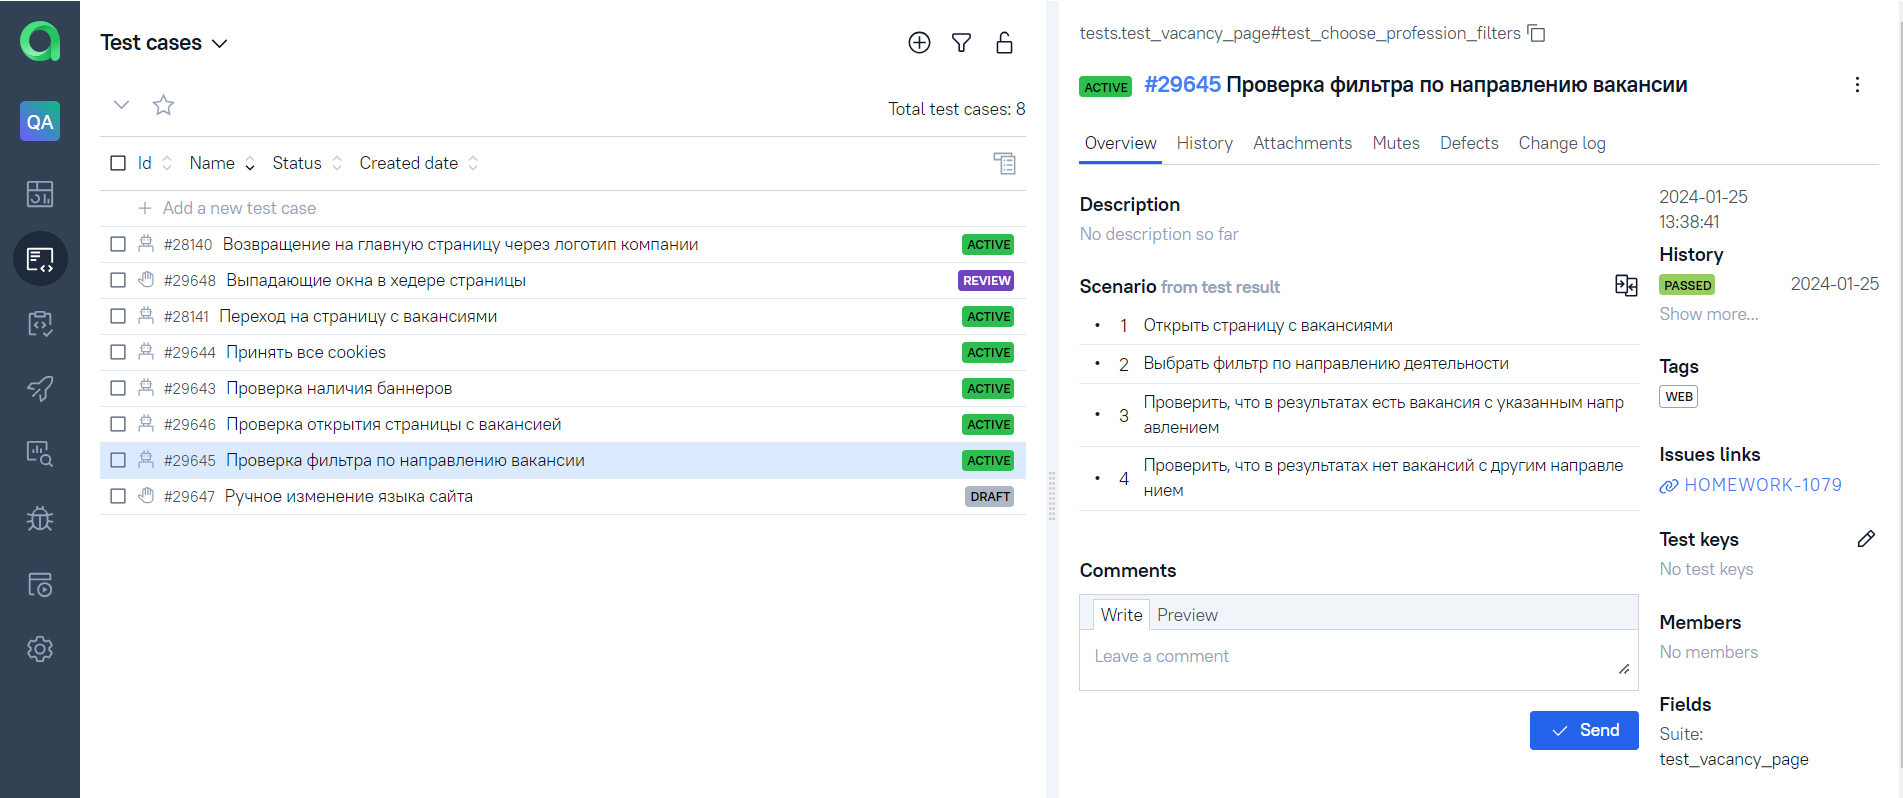 QA
Test cases
Total test cases: 8
Id Name Status Created date
Add a new test case
#28140 Возвращение на главную страницу через логотип компании ACTIVE
#29648 Выпадающие окна в хедере страницы REVIEW
#28141 Переход на страницу с вакансиями ACTIVE
#29644 Принять все cookies ACTIVE
#29643 Проверка наличия баннеров ACTIVE
#29646 Проверка открытия страницы с вакансией ACTIVE
#29645 Проверка фильтра по направлению вакансии ACTIVE
#29647 Ручное изменение языка сайта DRAFT
tests.test_vacancy_page#test_choose_profession_filters
ACTIVE #29645 Проверка фильтра по направлению вакансии
Overview History Attachments Mutes Defects Change log
Description
No description so far
Scenario from test result
• 1 Открыть страницу с вакансиями
• 2 Выбрать фильтр по направлению деятельности
• 3 Проверить, что в результатах есть вакансия с указанным напр
авлением
• 4 Проверить, что в результатах нет вакансий с другим направле
нием
Comments
Write Preview
Leave a comment
Send
2024-01-25
13:38:41
History
PASSED 2024-01-25
Show more...
Tags
WEB
Issues links
HOMEWORK-1079
Test keys
No test keys
Members
No members
Fields
Suite:
test_vacancy_page